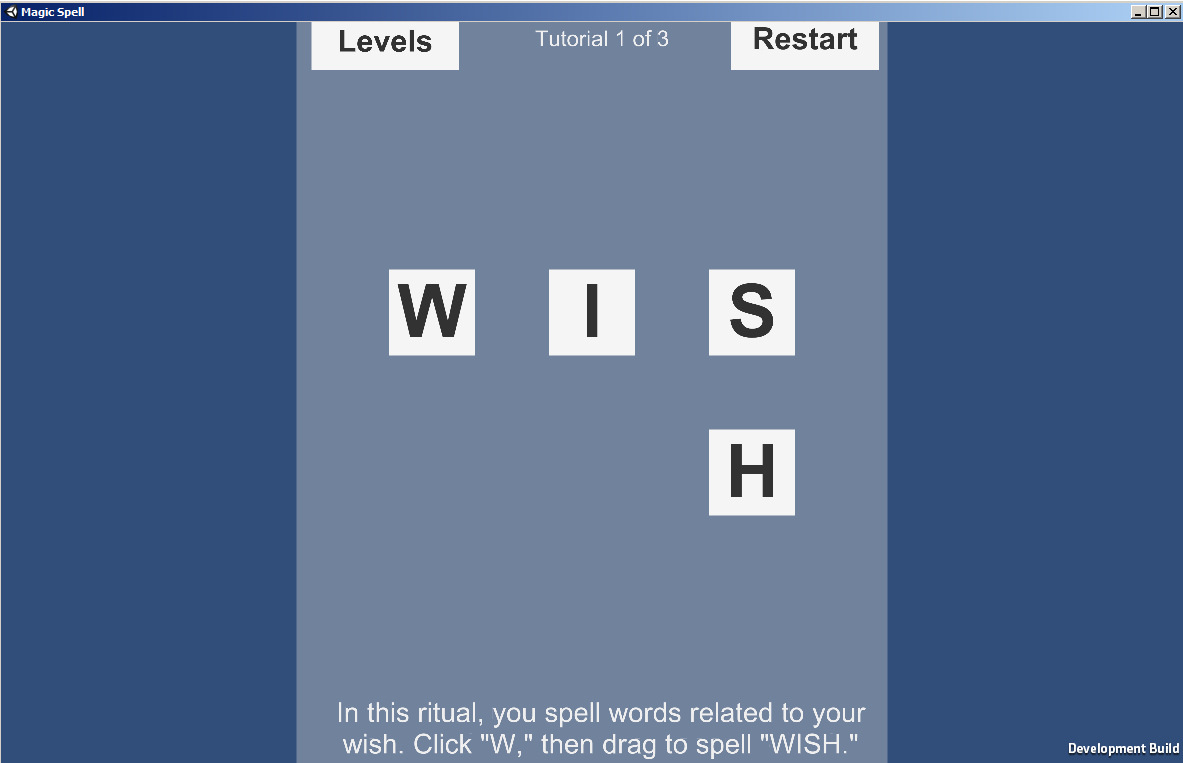 Magic Spell
Levels
Tutorial 1 of 3
Restart
W I S
H
In this ritual, you spell words related to your
wish. Click "W," then drag to spell "WISH."
Development Build